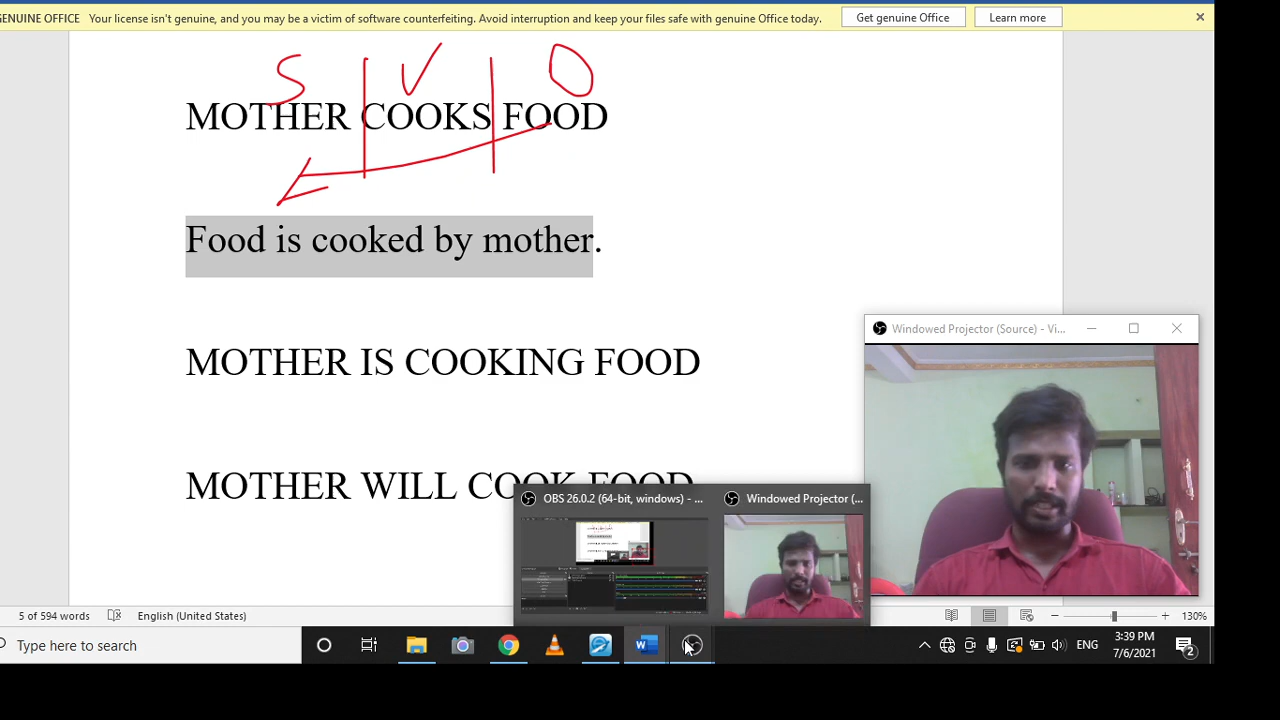 GENUINE OFFICE Your license isn't genuine, and you may be a victim of software counterfeiting. Avoid interruption and keep your files safe with genuine Office today. Get genuine Office Learn more
S V O
MOTHER COOKS FOOD
Food is cooked by mother.
Windowed Projector (Source) - Vi...
MOTHER IS COOKING FOOD
MOTHER WILL COOK FOOD
OBS 26.0.2 (64-bit, windows) - ... Windowed Projector (...
5 of 594 words English (United States) 130%
Type here to search ENG 3:39 PM
7/6/2021 2